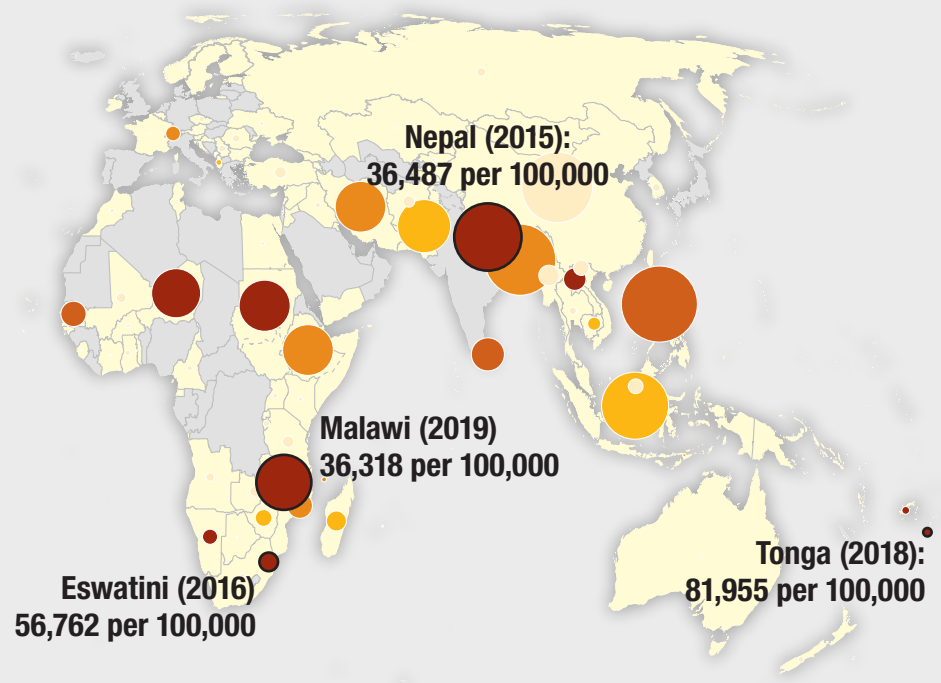 Nepal (2015):
36,487 per 100,000
Malawi (2019)
36,318 per 100,000
Tonga (2018):
81,955 per 100,000
Eswatini (2016)
56,762 per 100,000